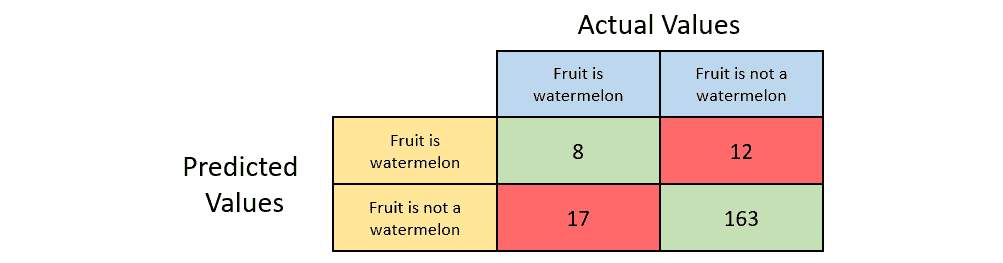 Actual Values
Fruit is
watermelon
Fruit is not a
watermelon
Predicted
Values
Fruit is
watermelon
8
12
Fruit is not a
watermelon
17
163